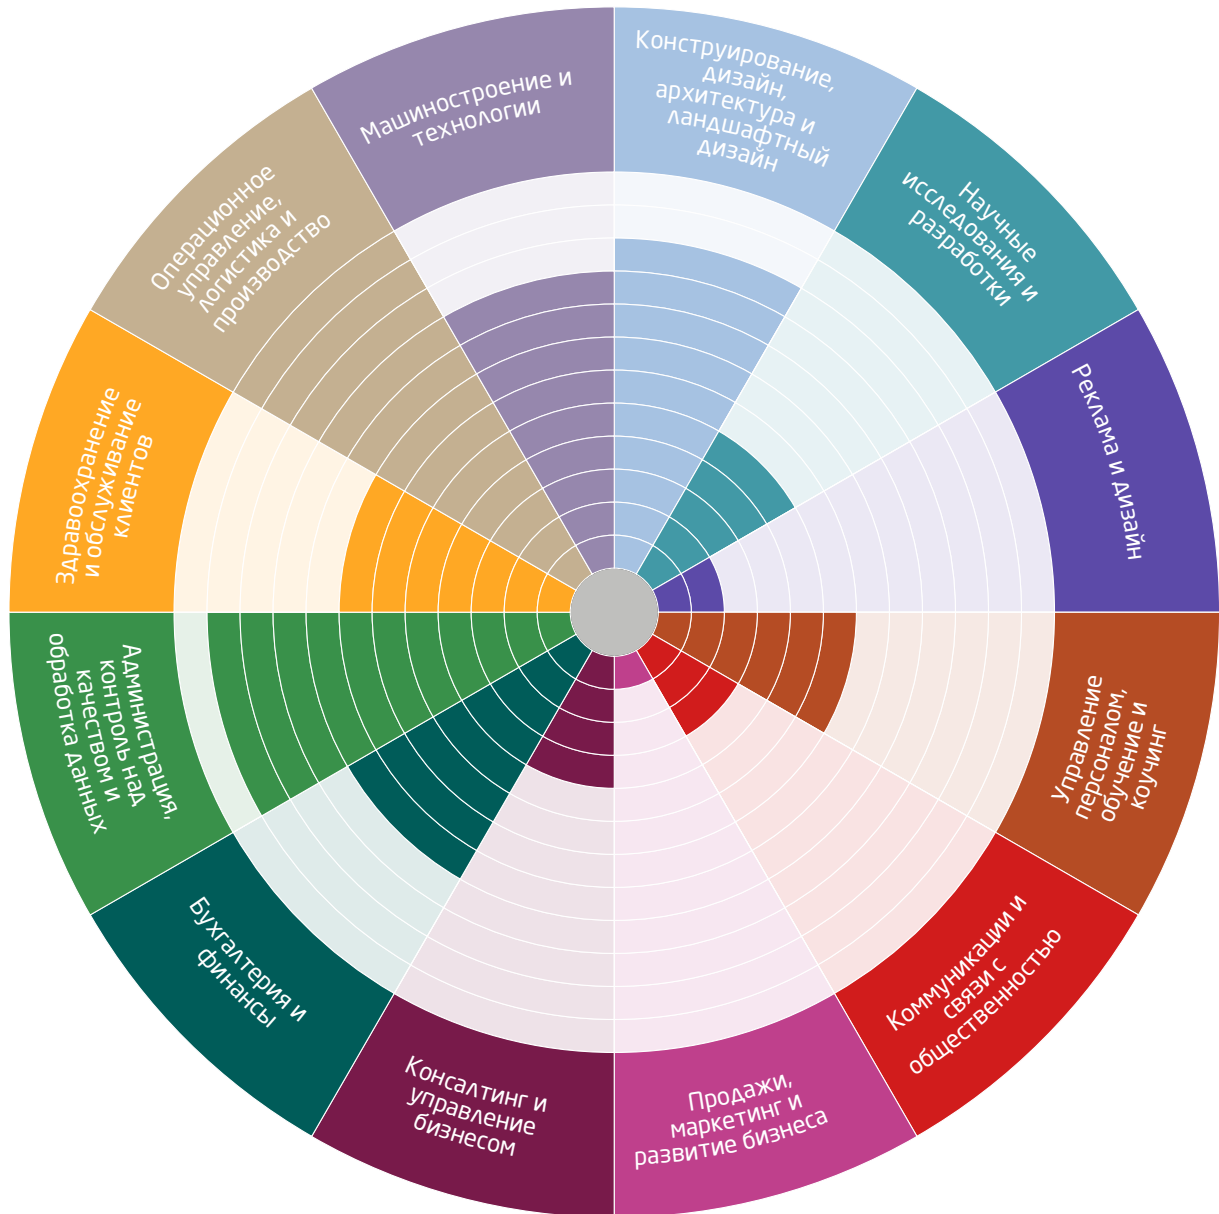 Конструирование,
дизайн,
архитектура и
ландшафтный
дизайн
Научные
исследования и
разработки
Реклама и дизайн
Управление
персоналом,
обучение и
коучинг
Коммуникации и
связи с
общественностью
Продажи,
маркетинг и
развитие бизнеса
Консалтинг и
управление
бизнесом
Бухгалтерия и
финансы
Администрация,
контроль над
качеством и
обработка данных
Здравоохранение
и обслуживание
клиентов
Операционное
управление,
логистика и
производство
Машиностроение и
технологии